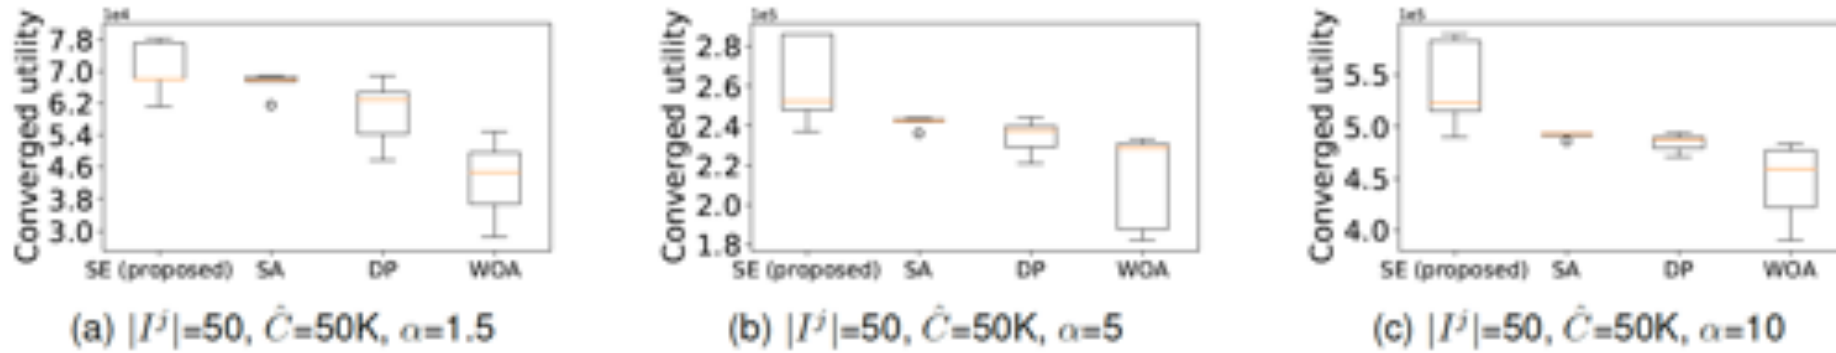 1e4
Converged utility
7.8
7.0
6.2
5.4
4.6
3.8
3.0
SE (proposed) SA DP WOA
(a) |I^j|=50, Ĉ=50K, α=1.5
1e5
Converged utility
2.8
2.6
2.4
2.2
2.0
1.8
SE (proposed) SA DP WOA
(b) |I^j|=50, Ĉ=50K, α=5
1e5
Converged utility
5.5
5.0
4.5
4.0
SE (proposed) SA DP WOA
(c) |I^j|=50, Ĉ=50K, α=10